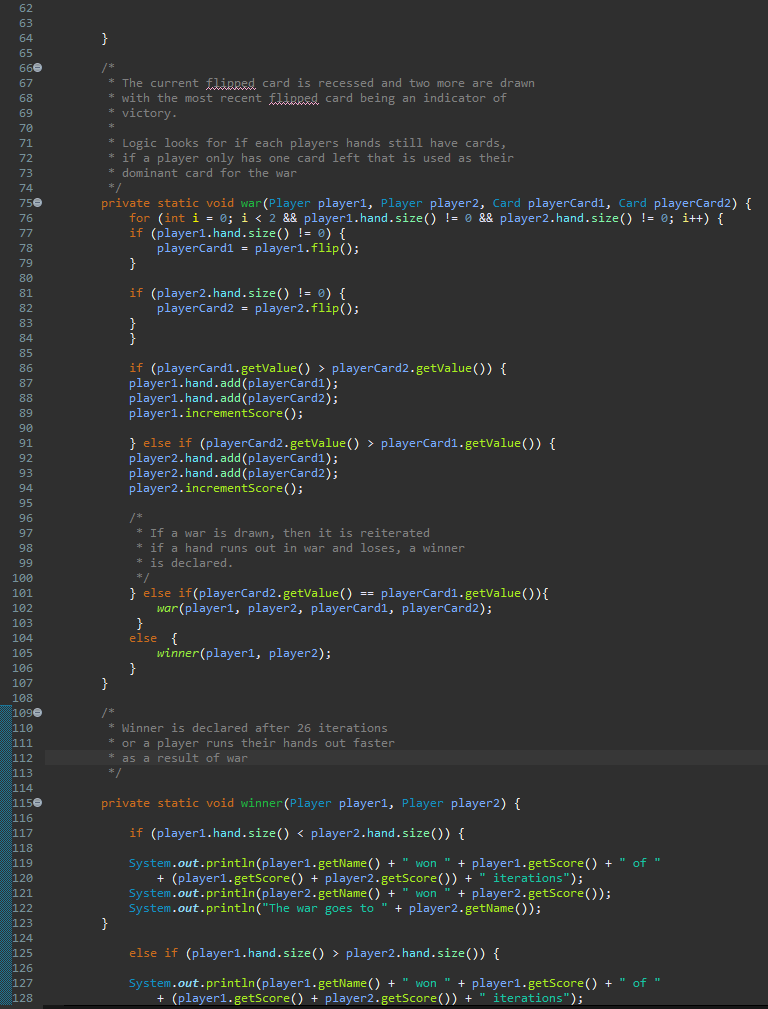 62
63
64 }
65
66 /*
67 * The current flipped card is recessed and two more are drawn
68 * with the most recent flipped card being an indicator of
69 * victory.
70 *
71 * Logic looks for if each players hands still have cards,
72 * if a player only has one card left that is used as their
73 * dominant card for the war
74 */
75 private static void war(Player player1, Player player2, Card playerCard1, Card playerCard2) {
76 for (int i = 0; i < 2 && player1.hand.size() != 0 && player2.hand.size() != 0; i++) {
77 if (player1.hand.size() != 0) {
78 playerCard1 = player1.flip();
79 }
80
81 if (player2.hand.size() != 0) {
82 playerCard2 = player2.flip();
83 }
84 }
85
86 if (playerCard1.getValue() > playerCard2.getValue()) {
87 player1.hand.add(playerCard1);
88 player1.hand.add(playerCard2);
89 player1.incrementScore();
90
91 } else if (playerCard2.getValue() > playerCard1.getValue()) {
92 player2.hand.add(playerCard1);
93 player2.hand.add(playerCard2);
94 player2.incrementScore();
95
96 /*
97 * If a war is drawn, then it is reiterated
98 * if a hand runs out in war and loses, a winner
99 * is declared.
100 */
101 } else if(playerCard2.getValue() == playerCard1.getValue()){
102 war(player1, player2, playerCard1, playerCard2);
103 }
104 else {
105 winner(player1, player2);
106 }
107 }
108
109 /*
110 * Winner is declared after 26 iterations
111 * or a player runs their hands out faster
112 * as a result of war
113 */
114
115 private static void winner(Player player1, Player player2) {
116
117 if (player1.hand.size() < player2.hand.size()) {
118
119 System.out.println(player1.getName() + " won " + player1.getScore() + " of "
120 + (player1.getScore() + player2.getScore()) + " iterations");
121 System.out.println(player2.getName() + " won " + player2.getScore());
122 System.out.println("The war goes to " + player2.getName());
123 }
124
125 else if (player1.hand.size() > player2.hand.size()) {
126
127 System.out.println(player1.getName() + " won " + player1.getScore() + " of "
128 + (player1.getScore() + player2.getScore()) + " iterations");